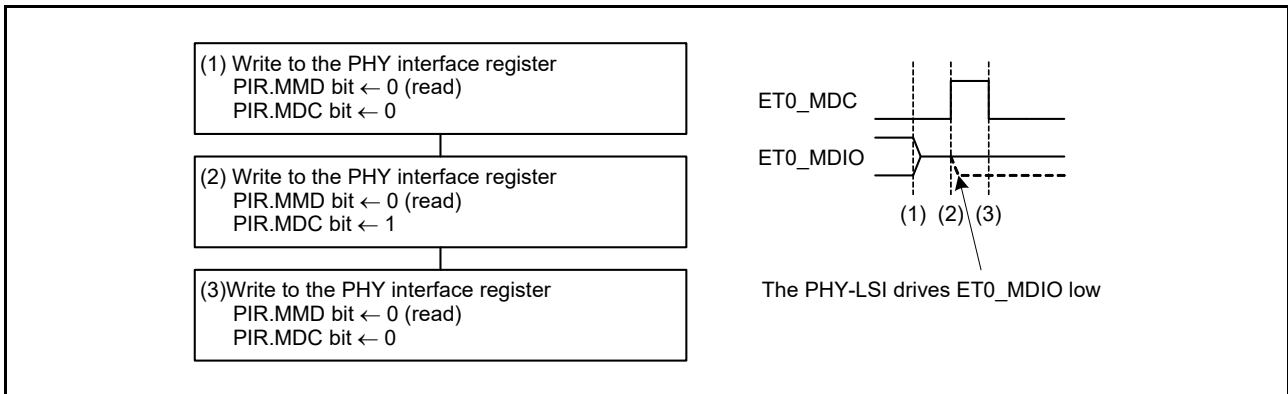 (1) Write to the PHY interface register
PIR.MMD bit ← 0 (read)
PIR.MDC bit ← 0
(2) Write to the PHY interface register
PIR.MMD bit ← 0 (read)
PIR.MDC bit ← 1
(3)Write to the PHY interface register
PIR.MMD bit ← 0 (read)
PIR.MDC bit ← 0
ET0_MDC
ET0_MDIO
(1) (2) (3)
The PHY-LSI drives ET0_MDIO low